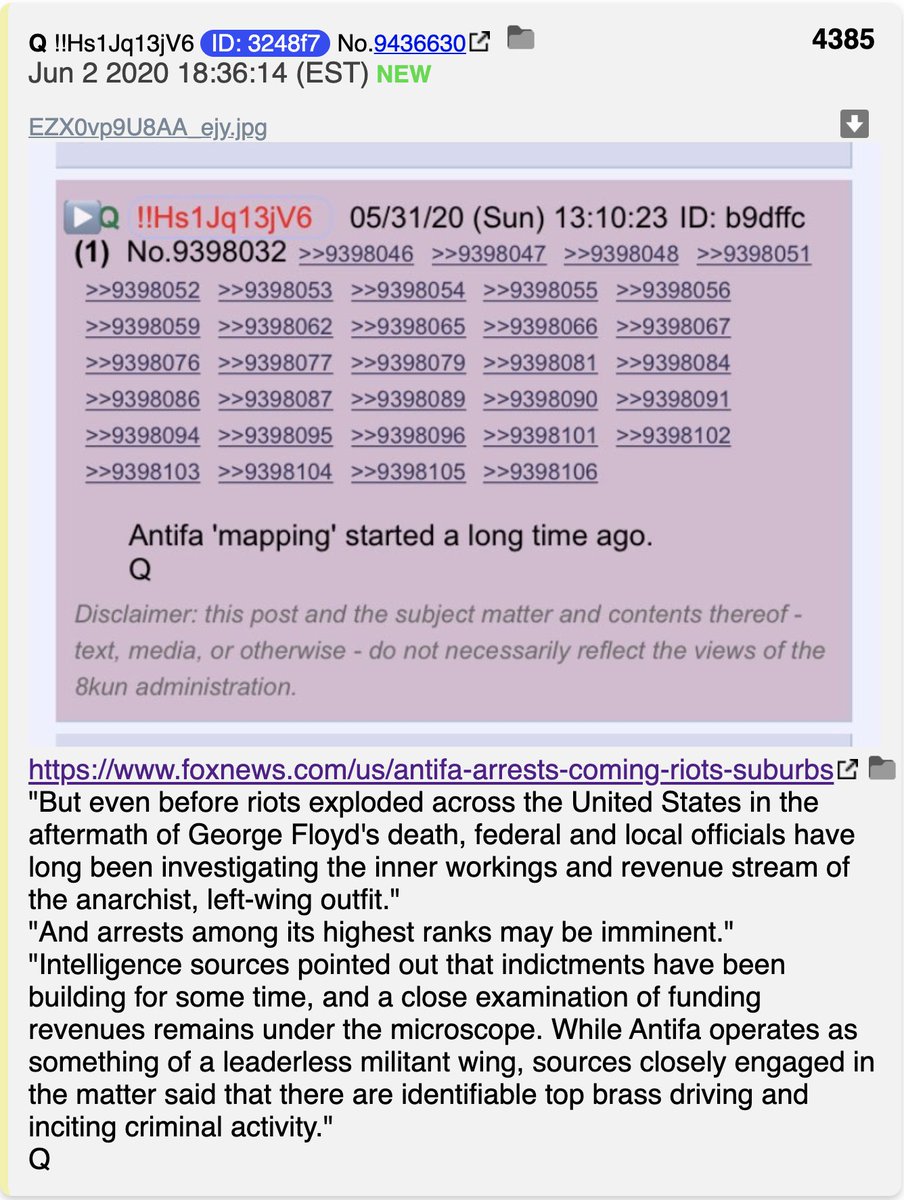 Q !!Hs1Jq13jV6 ID: 3248f7 No.9436630 4385
Jun 2 2020 18:36:14 (EST) NEW
EZX0vp9U8AA_ejy.jpg
Q !!Hs1Jq13jV6 05/31/20 (Sun) 13:10:23 ID: b9dffc
(1) No.9398032 >>9398046 >>9398047 >>9398048 >>9398051
>>9398052 >>9398053 >>9398054 >>9398055 >>9398056
>>9398059 >>9398062 >>9398065 >>9398066 >>9398067
>>9398076 >>9398077 >>9398079 >>9398081 >>9398084
>>9398086 >>9398087 >>9398089 >>9398090 >>9398091
>>9398094 >>9398095 >>9398096 >>9398101 >>9398102
>>9398103 >>9398104 >>9398105 >>9398106
Antifa 'mapping' started a long time ago.
Q
Disclaimer: this post and the subject matter and contents thereof -
text, media, or otherwise - do not necessarily reflect the views of the
8kun administration.
https://www.foxnews.com/us/antifa-arrests-coming-riots-suburbs
"But even before riots exploded across the United States in the
aftermath of George Floyd's death, federal and local officials have
long been investigating the inner workings and revenue stream of
the anarchist, left-wing outfit."
"And arrests among its highest ranks may be imminent."
"Intelligence sources pointed out that indictments have been
building for some time, and a close examination of funding
revenues remains under the microscope. While Antifa operates as
something of a leaderless militant wing, sources closely engaged in
the matter said that there are identifiable top brass driving and
inciting criminal activity."
Q